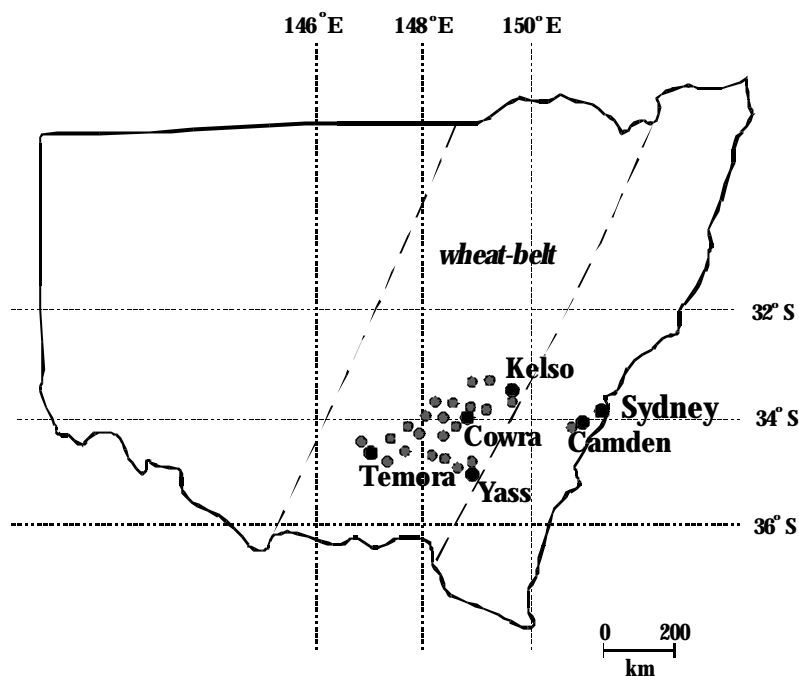 146°E 148°E 150°E
wheat-belt
32° S
Kelso
Sydney
34° S
Cowra
Camden
Temora
Yass
36° S
0 200
km